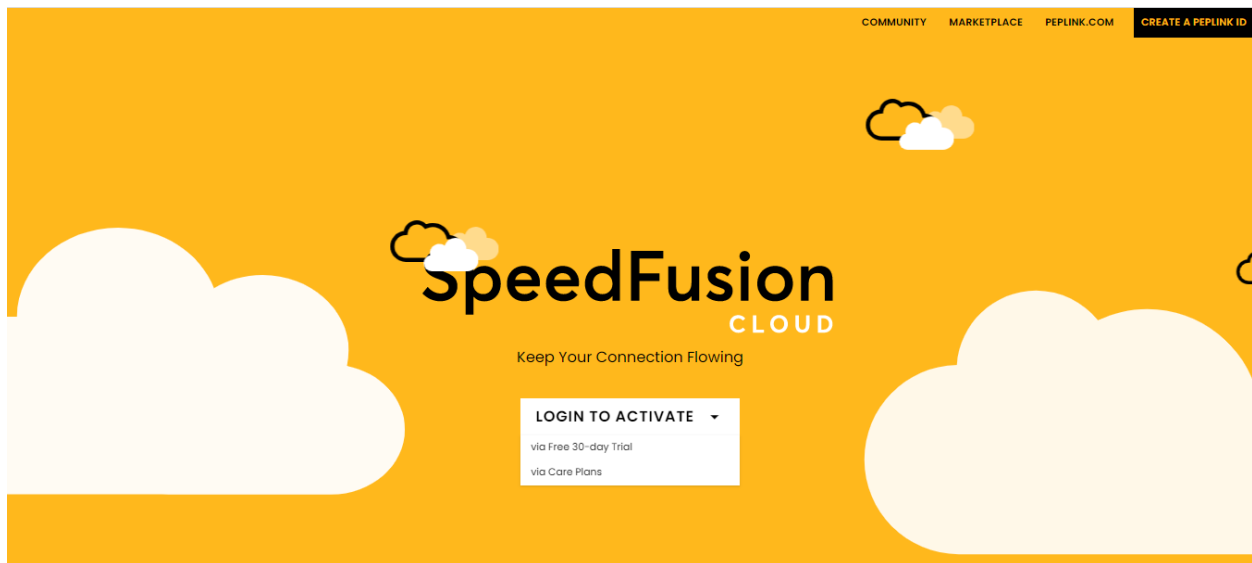 COMMUNITY MARKETPLACE PEPLINK.COM CREATE A PEPLINK ID
SpeedFusion
CLOUD
Keep Your Connection Flowing
LOGIN TO ACTIVATE
via Free 30-day Trial
via Care Plans